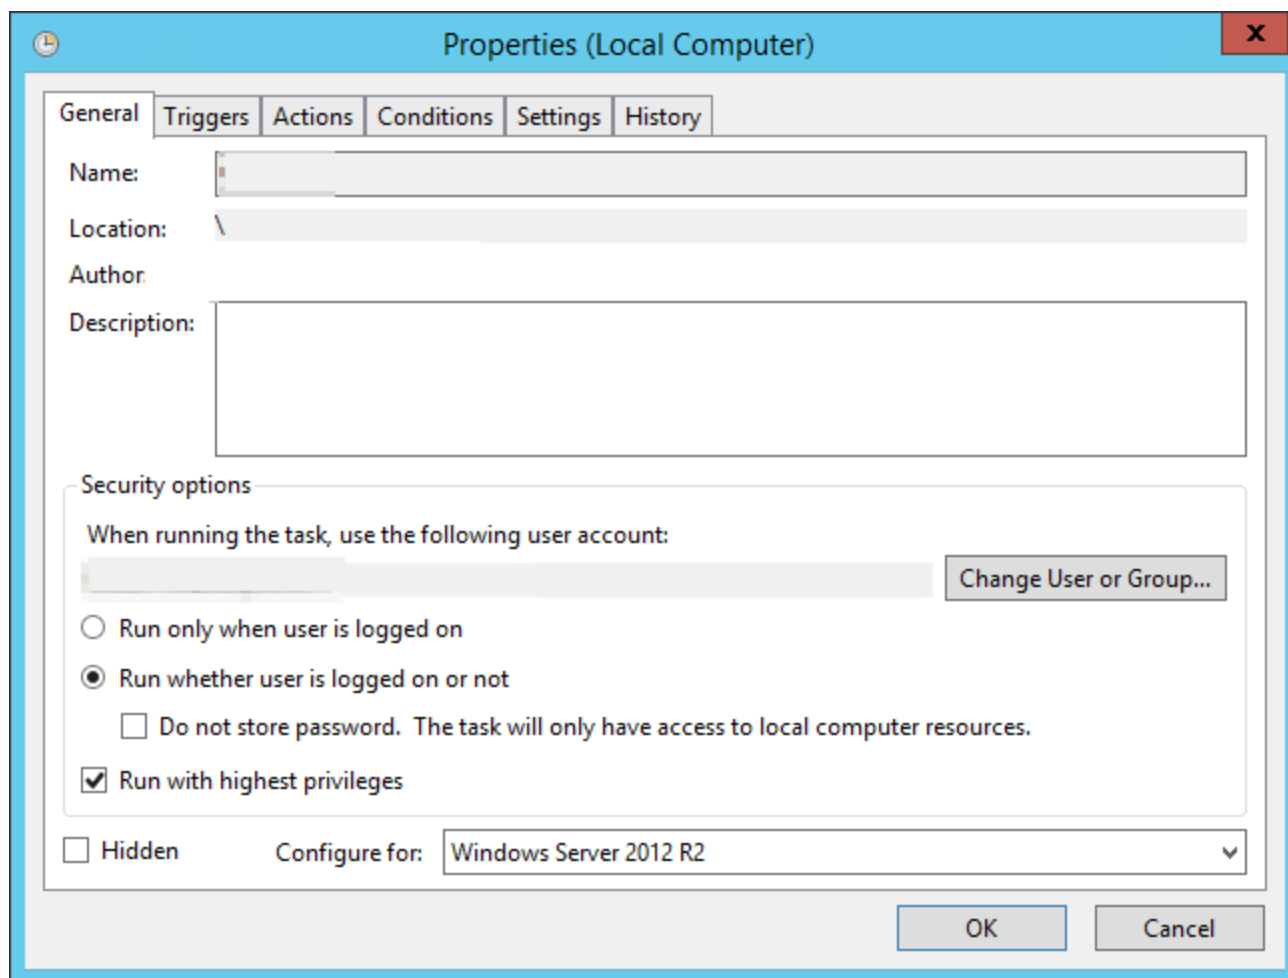 Properties (Local Computer)
x
General Triggers Actions Conditions Settings History
Name:
Location: \
Author:
Description:
Security options
When running the task, use the following user account:
Change User or Group...
Run only when user is logged on
Run whether user is logged on or not
Do not store password. The task will only have access to local computer resources.
Run with highest privileges
Hidden Configure for: Windows Server 2012 R2
OK Cancel